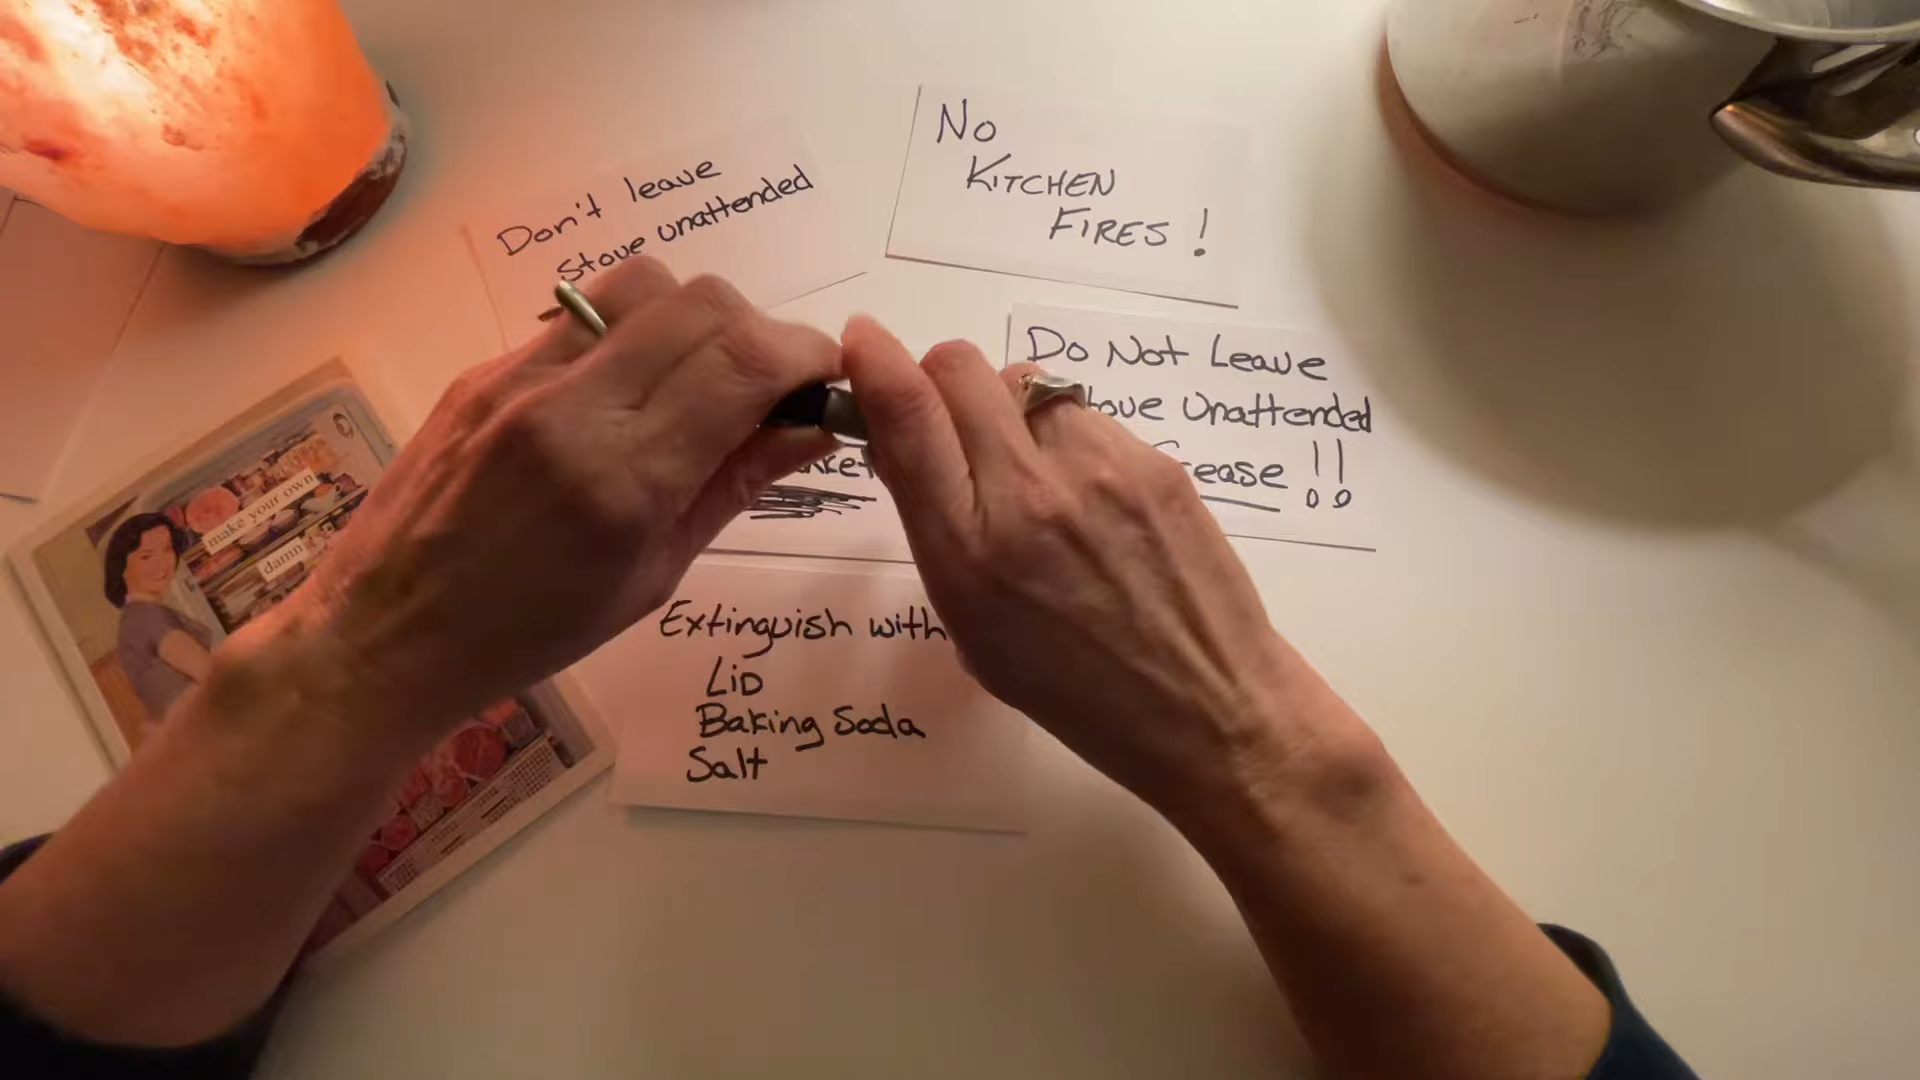 No
KITCHEN
FIRES!
Don't leave
stove unattended
Do Not Leave
Unattended
!!
make your own
damn
Extinguish with
LiD
Baking Soda
Salt